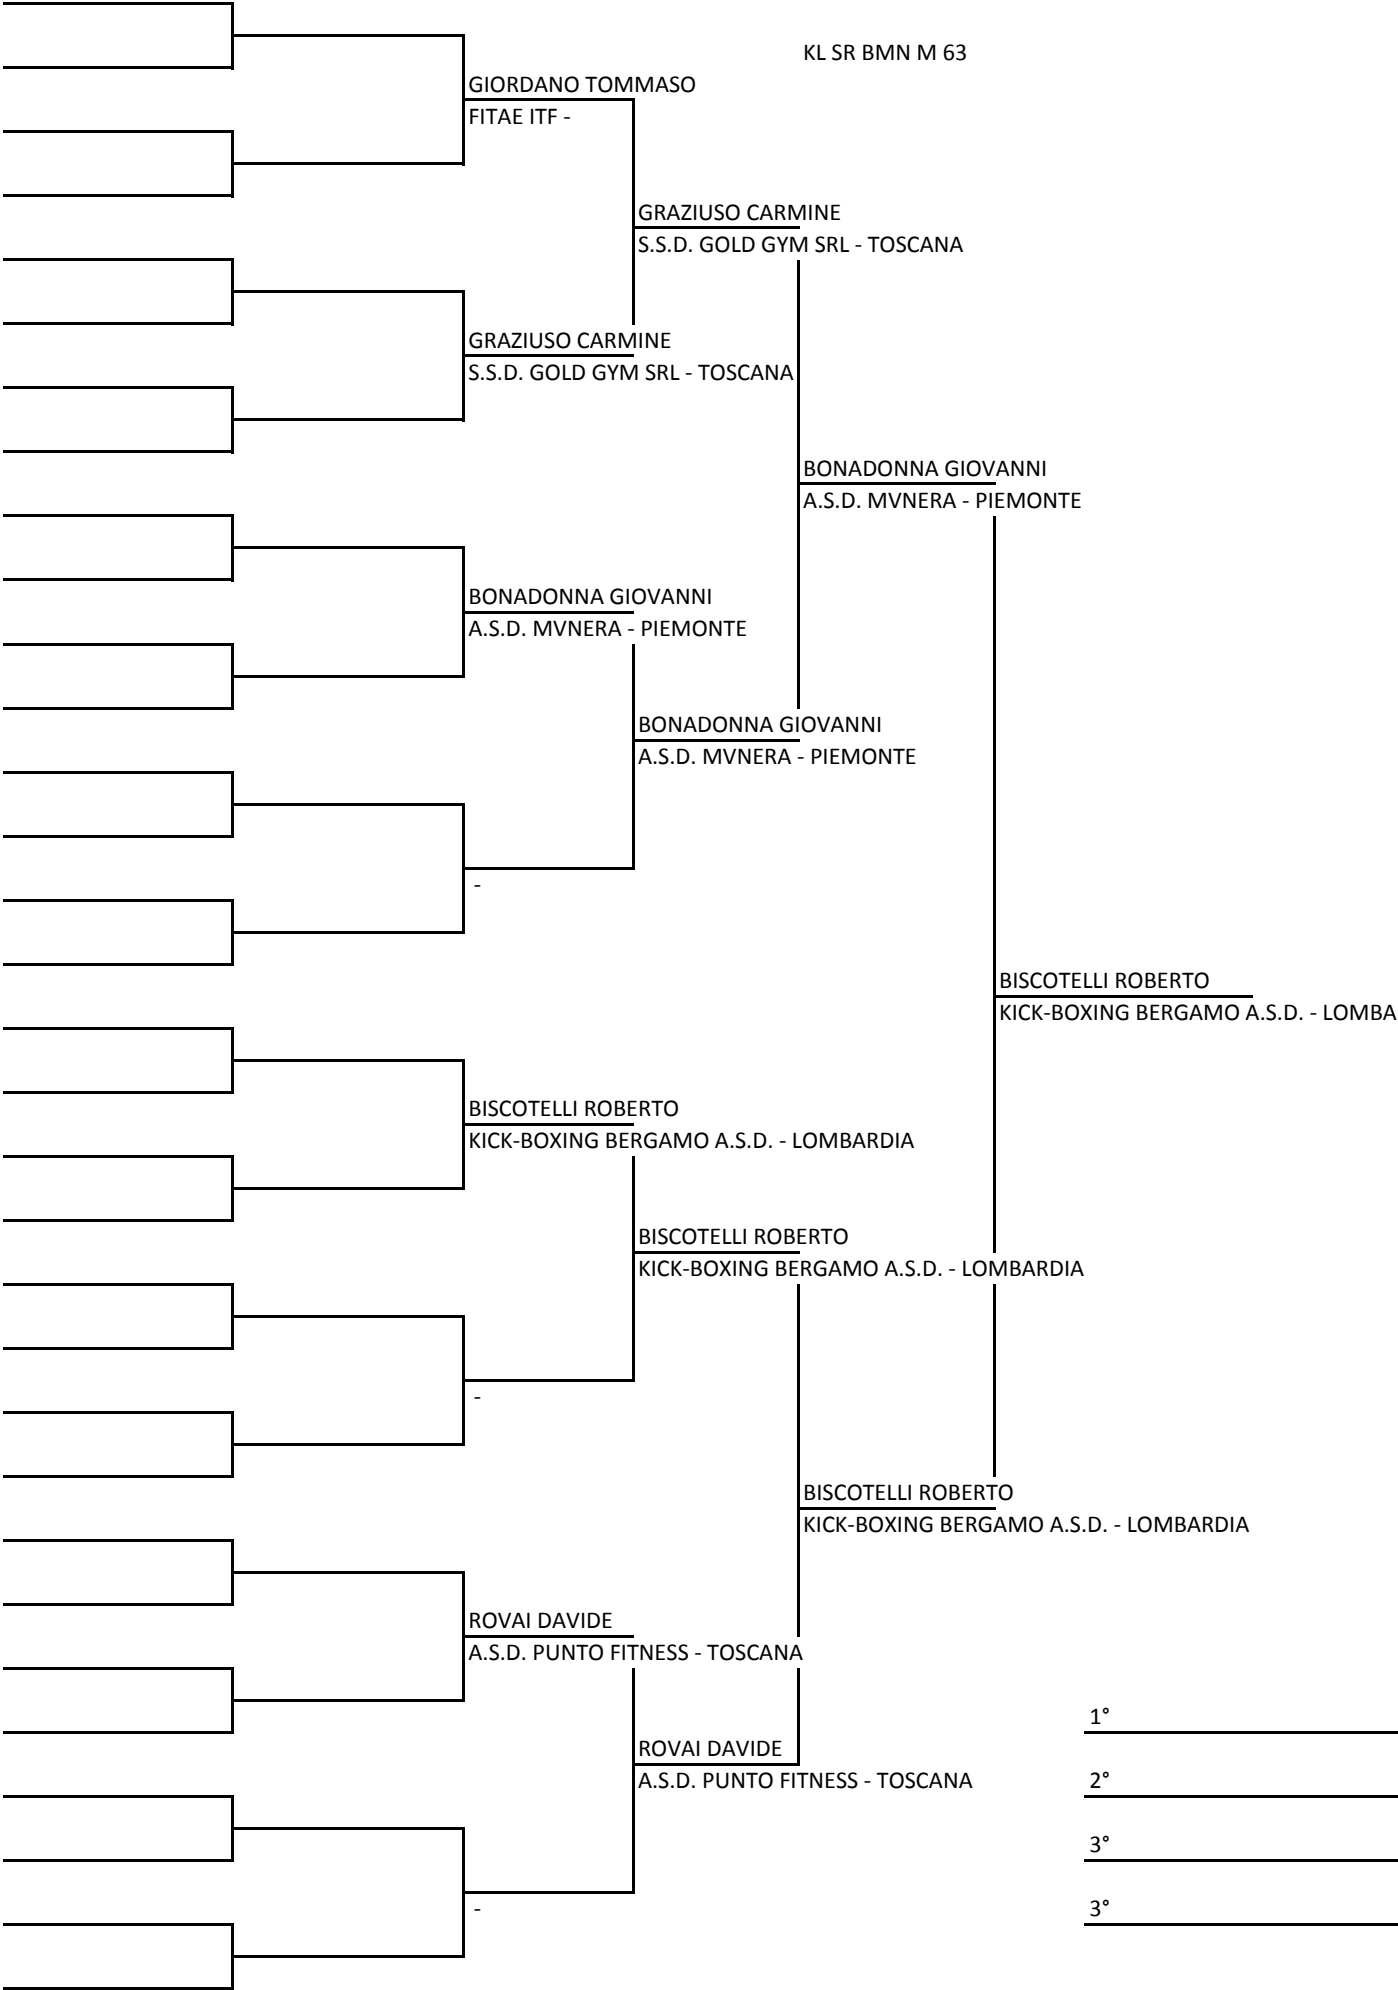 KL SR BMN M 63
GIORDANO TOMMASO
FITAE ITF -
GRAZIUSO CARMINE
S.S.D. GOLD GYM SRL - TOSCANA
GRAZIUSO CARMINE
S.S.D. GOLD GYM SRL - TOSCANA
BONADONNA GIOVANNI
A.S.D. MVNERA - PIEMONTE
BONADONNA GIOVANNI
A.S.D. MVNERA - PIEMONTE
BONADONNA GIOVANNI
A.S.D. MVNERA - PIEMONTE
-
BISCOTELLI ROBERTO
KICK-BOXING BERGAMO A.S.D. - LOMBA
BISCOTELLI ROBERTO
KICK-BOXING BERGAMO A.S.D. - LOMBARDIA
BISCOTELLI ROBERTO
KICK-BOXING BERGAMO A.S.D. - LOMBARDIA
-
BISCOTELLI ROBERTO
KICK-BOXING BERGAMO A.S.D. - LOMBARDIA
ROVAI DAVIDE
A.S.D. PUNTO FITNESS - TOSCANA
1°
ROVAI DAVIDE
A.S.D. PUNTO FITNESS - TOSCANA
2°
3°
-
3°